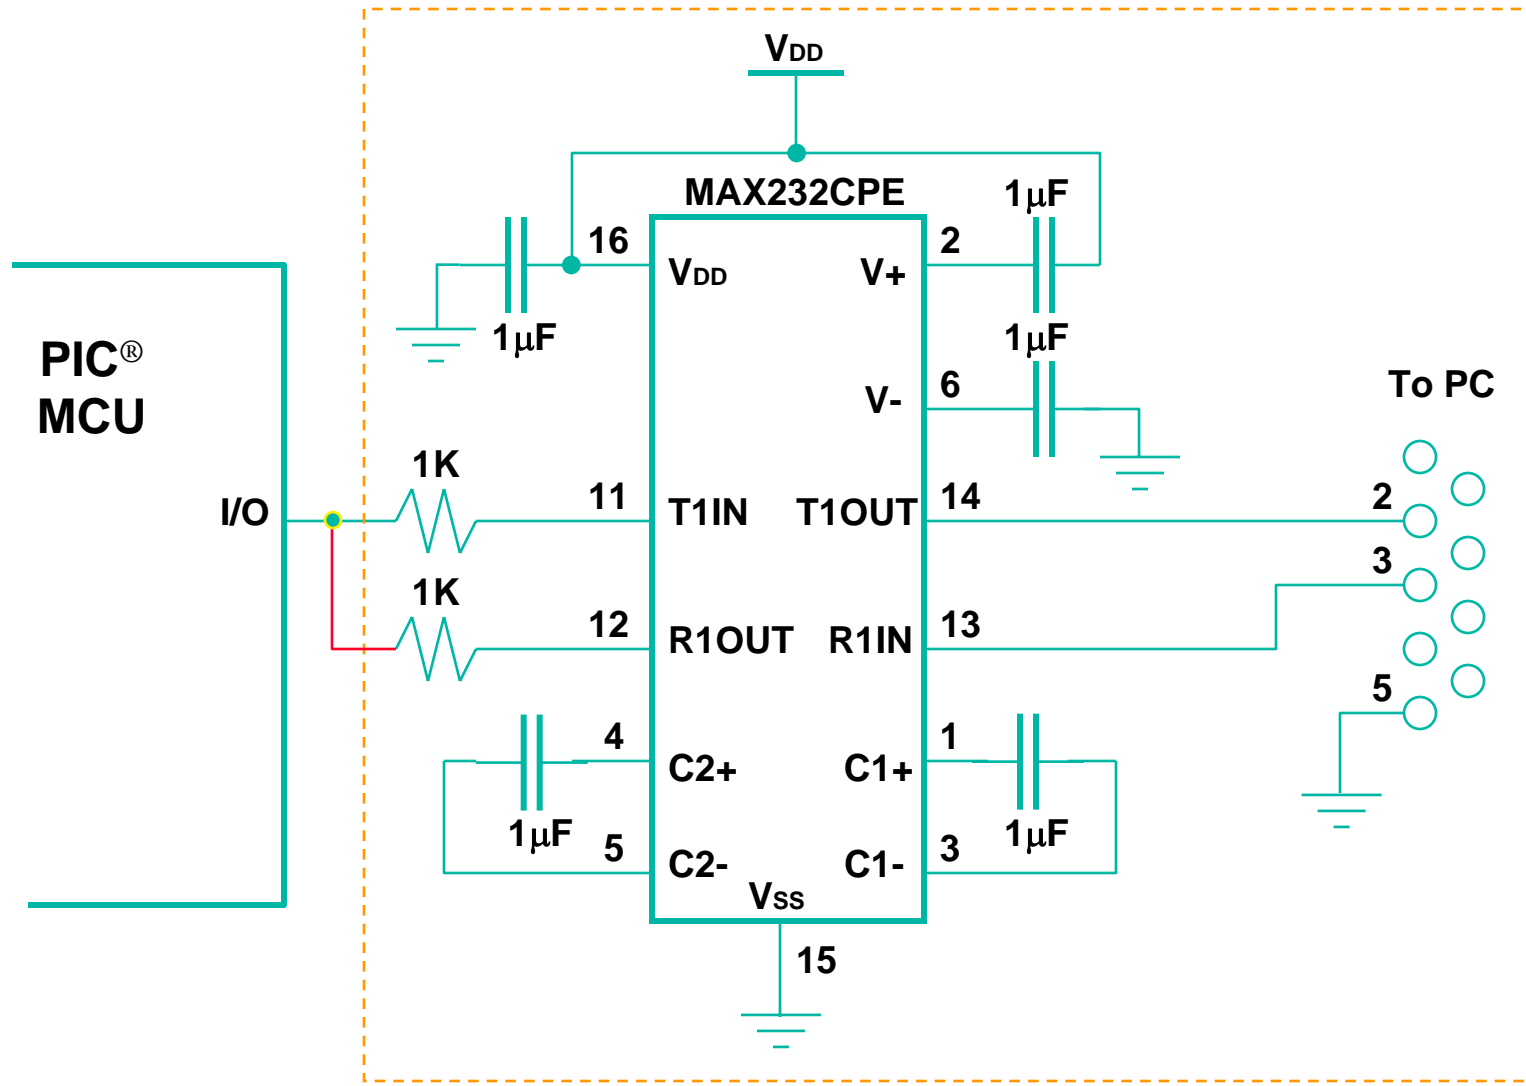 VDD
MAX232CPE
1μF
16
2
VDD
V+
1μF
1μF
PIC®
MCU
6
V-
To PC
1K
I/O
11
T1IN
T1OUT
14
2
3
1K
12
R1OUT
R1IN
13
5
4
C2+
C1+
1
1μF
1μF
5
C2-
C1-
3
VSS
15